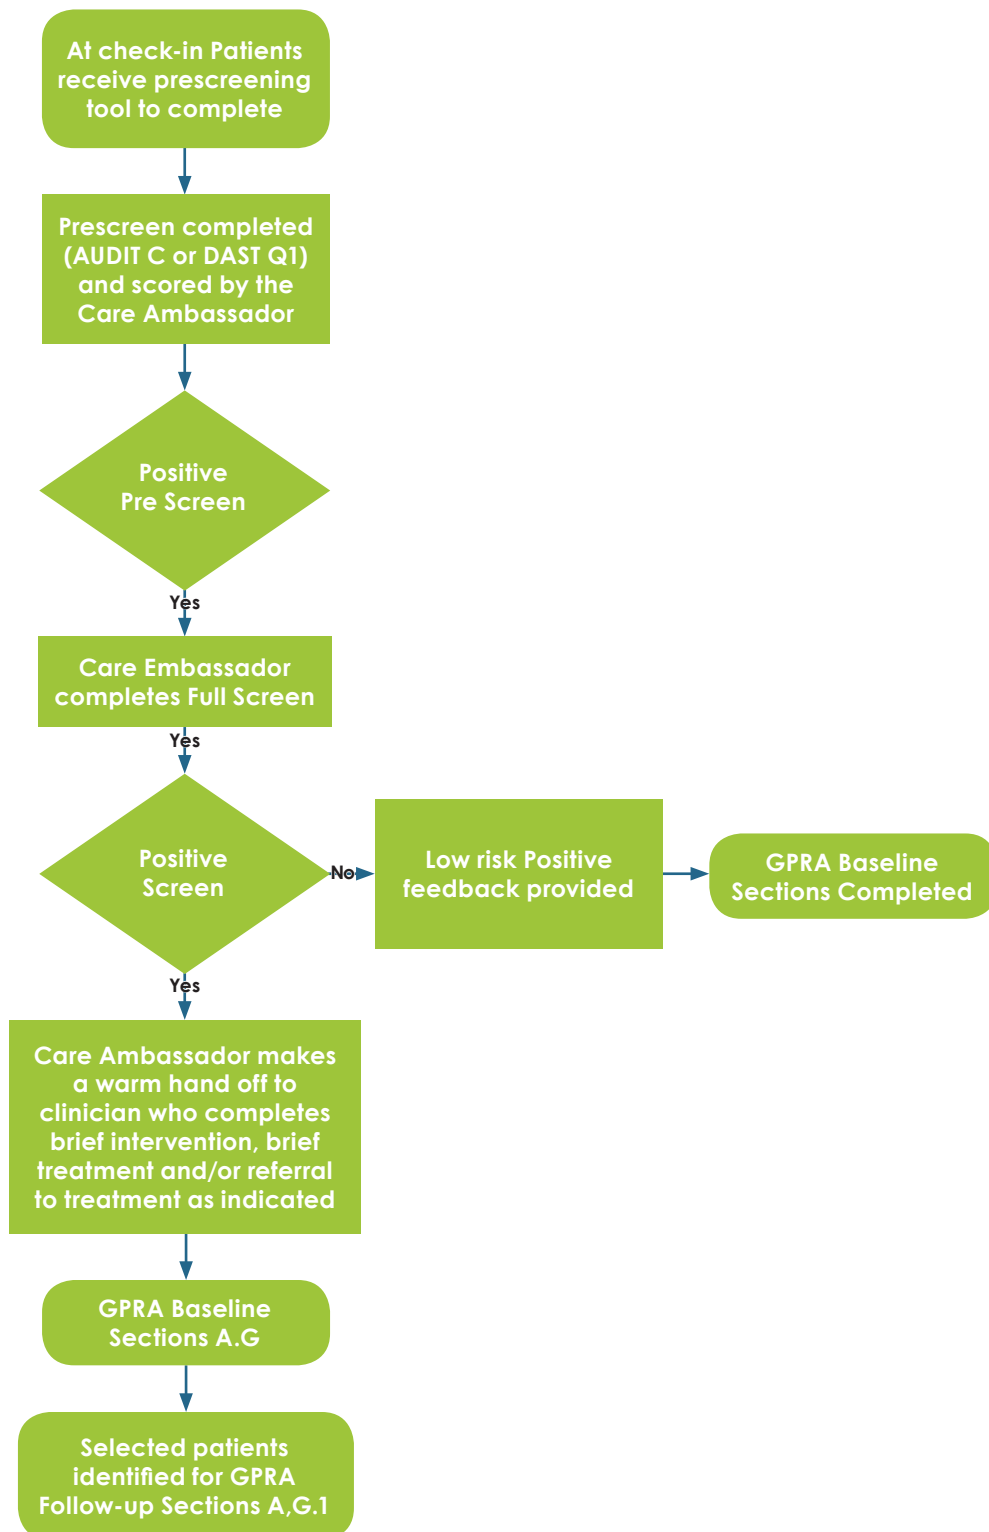 At check-in Patients
receive prescreening
tool to complete
Prescreen completed
(AUDIT C or DAST Q1)
and scored by the
Care Ambassador
Positive
Pre Screen
Yes
Care Embassador
completes Full Screen
Yes
Positive
Screen
No
Low risk Positive
feedback provided
GPRA Baseline
Sections Completed
Yes
Care Ambassador makes
a warm hand off to
clinician who completes
brief intervention, brief
treatment and/or referral
to treatment as indicated
GPRA Baseline
Sections A.G
Selected patients
identified for GPRA
Follow-up Sections A,G.1